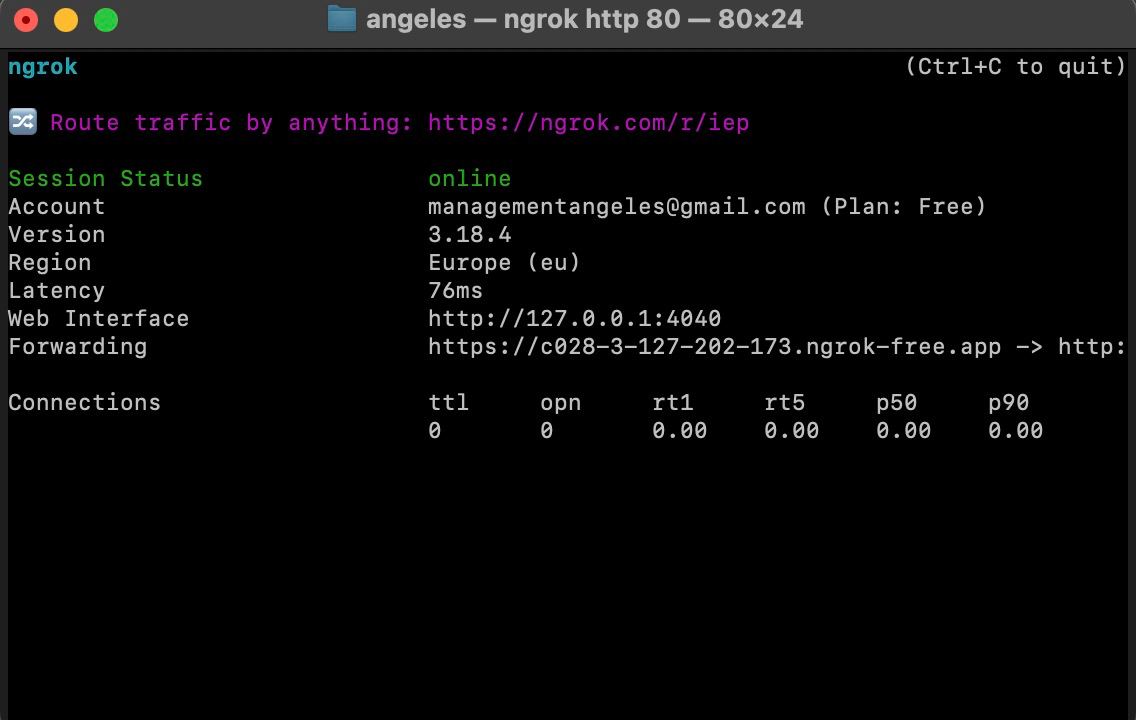 angeles — ngrok http 80 — 80×24
ngrok (Ctrl+C to quit)
🔀 Route traffic by anything: https://ngrok.com/r/iep
Session Status online
Account managementangeles@gmail.com (Plan: Free)
Version 3.18.4
Region Europe (eu)
Latency 76ms
Web Interface http://127.0.0.1:4040
Forwarding https://c028-3-127-202-173.ngrok-free.app -> http:
Connections ttl opn rt1 rt5 p50 p90
0 0 0.00 0.00 0.00 0.00